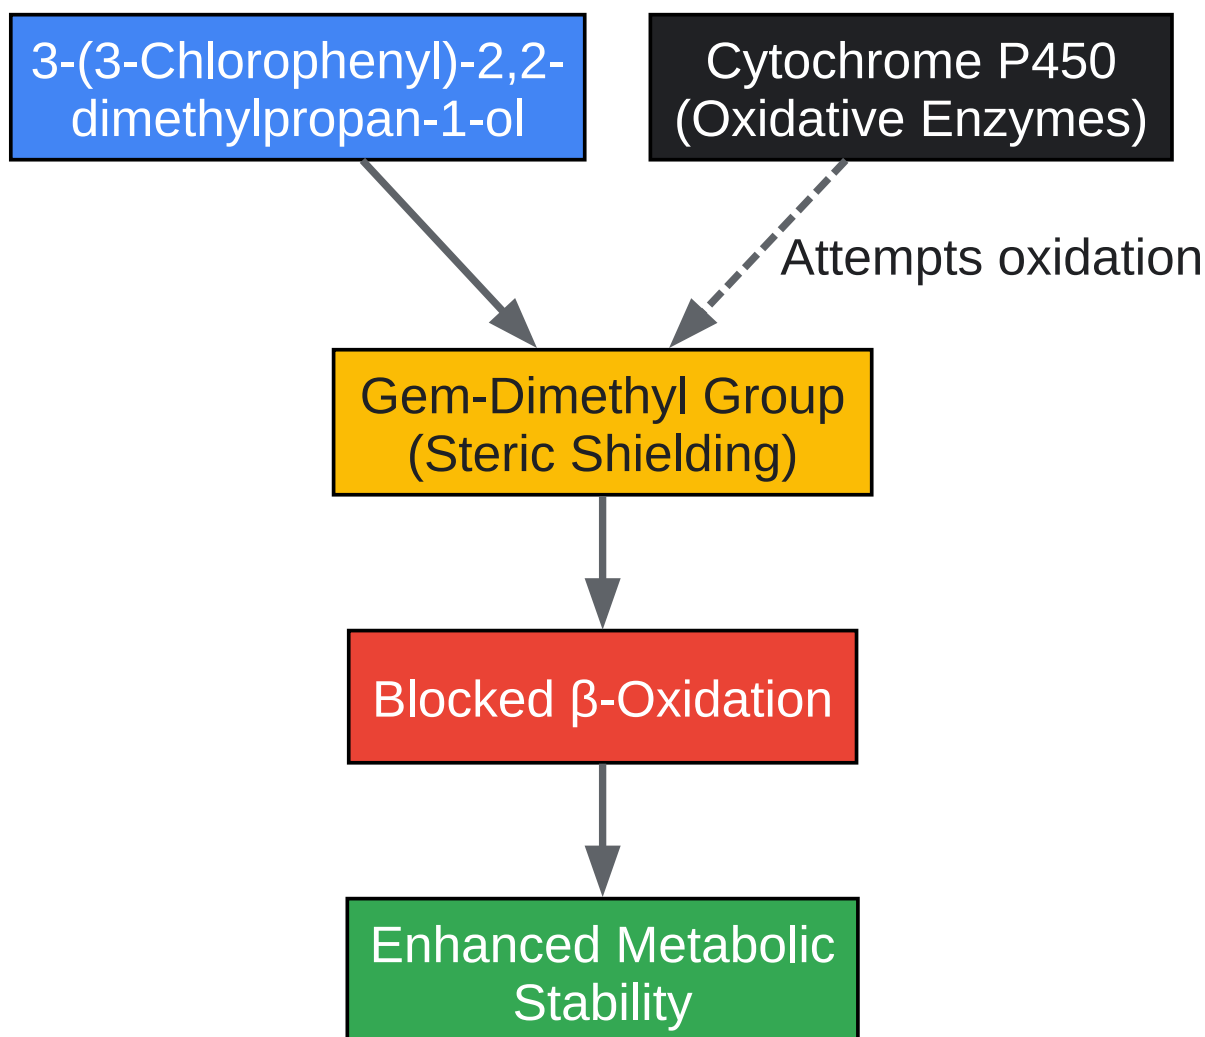 3-(3-Chlorophenyl)-2,2-
dimethylpropan-1-ol
Cytochrome P450
(Oxidative Enzymes)
Attempts oxidation
Gem-Dimethyl Group
(Steric Shielding)
Blocked β-Oxidation
Enhanced Metabolic
Stability